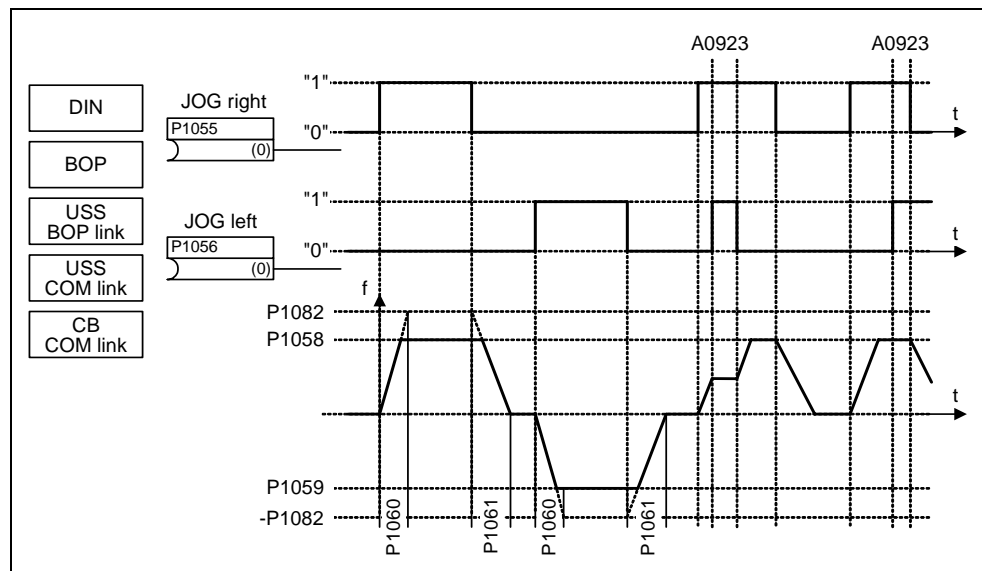 A0923 A0923
DIN
BOP
USS
BOP link
USS
COM link
CB
COM link
JOG right
P1055
(0)
JOG left
P1056
(0)
"1"
"0"
t
"1"
"0"
t
f
P1082
P1058
t
P1059
-P1082
P1060
P1061
P1060
P1061